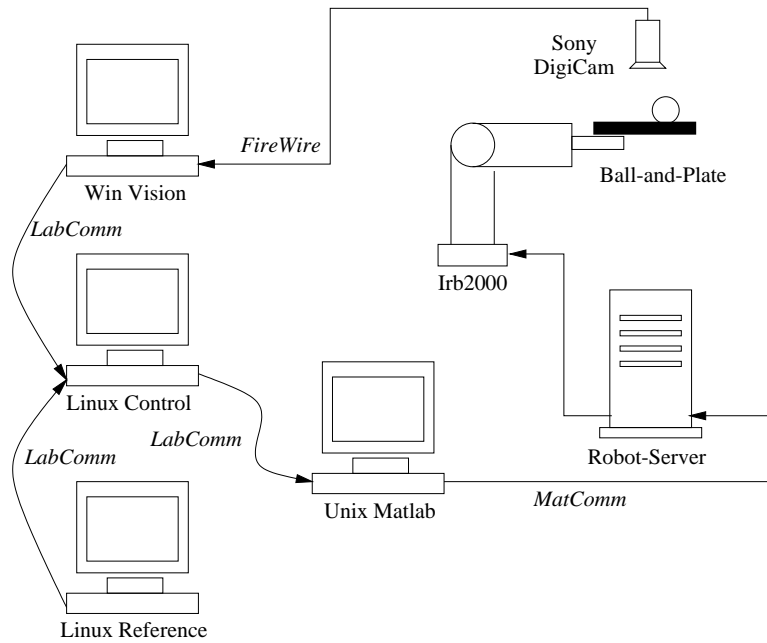 Sony
DigiCam
FireWire
Ball-and-Plate
Win Vision
LabComm
Irb2000
Linux Control
LabComm
Robot-Server
LabComm
Unix Matlab
MatComm
Linux Reference